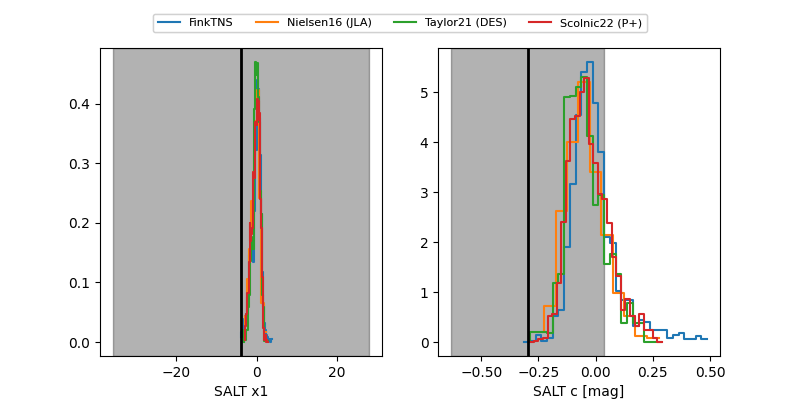 FinkTNS Nielsen16 (JLA) Taylor21 (DES) Scolnic22 (P+)
0.4
0.3
0.2
0.1
0.0
−20 0 20
SALT x1
5
4
3
2
1
0
−0.50 −0.25 0.00 0.25 0.50
SALT c [mag]